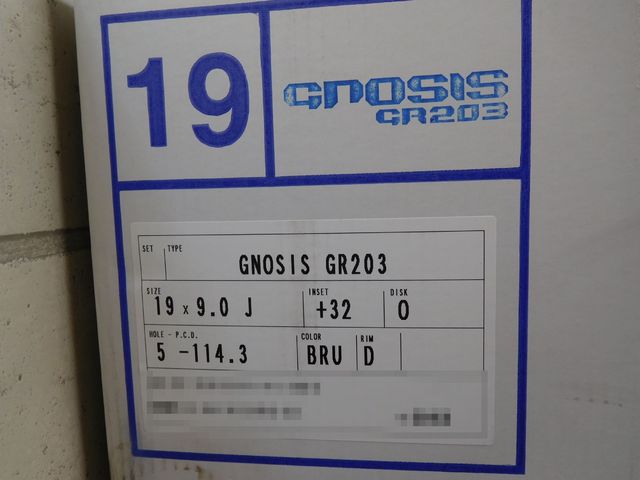 19
GNOSIS
GR203
SET TYPE
GNOSIS GR203
SIZE INSET DISK
19 x 9.0 J +32 O
HOLE - P.C.D. COLOR RIM
5 -114.3 BRU D